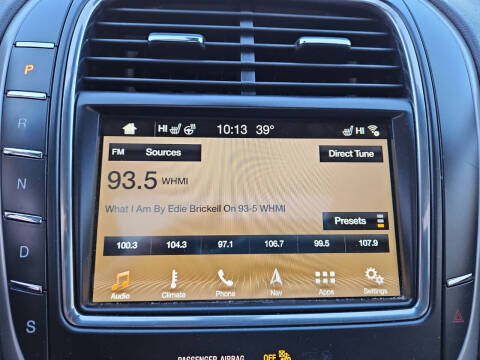 HI 10:13 39° HI
P
FM Sources Direct Tune
R
93.5 WHMI
N
What I Am By Edie Brickell On 93-5 WHMI
Presets
D
100.3 104.3 97.1 106.7 99.5 107.9
Audio Climate Phone Nav Apps Settings
S
PASSENGER AIRBAG OFF